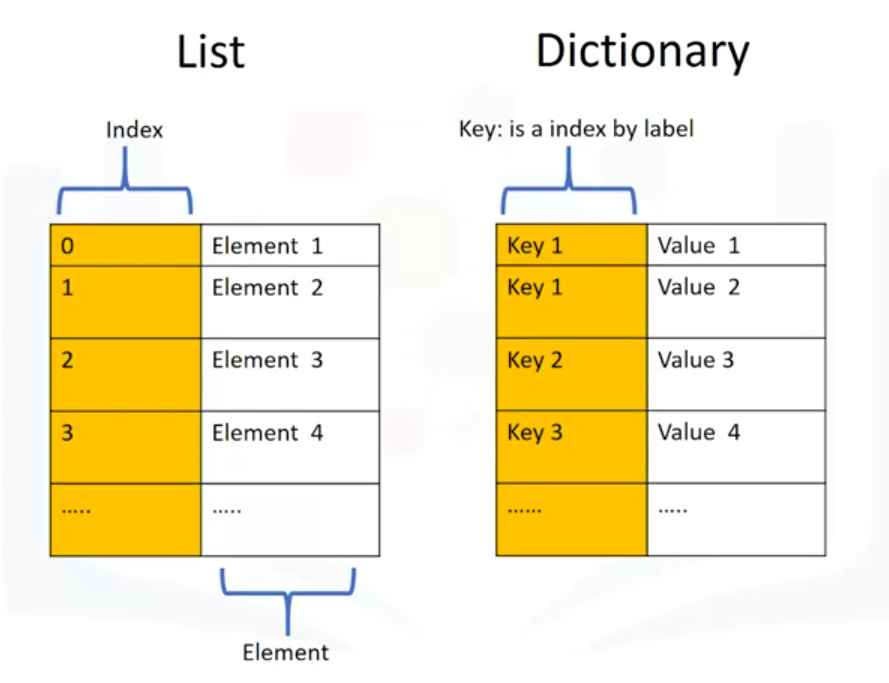 List
Dictionary
Index
Key: is a index by label
0 Element 1
1 Element 2
2 Element 3
3 Element 4
..... .....
Element
Key 1 Value 1
Key 1 Value 2
Key 2 Value 3
Key 3 Value 4
...... .....